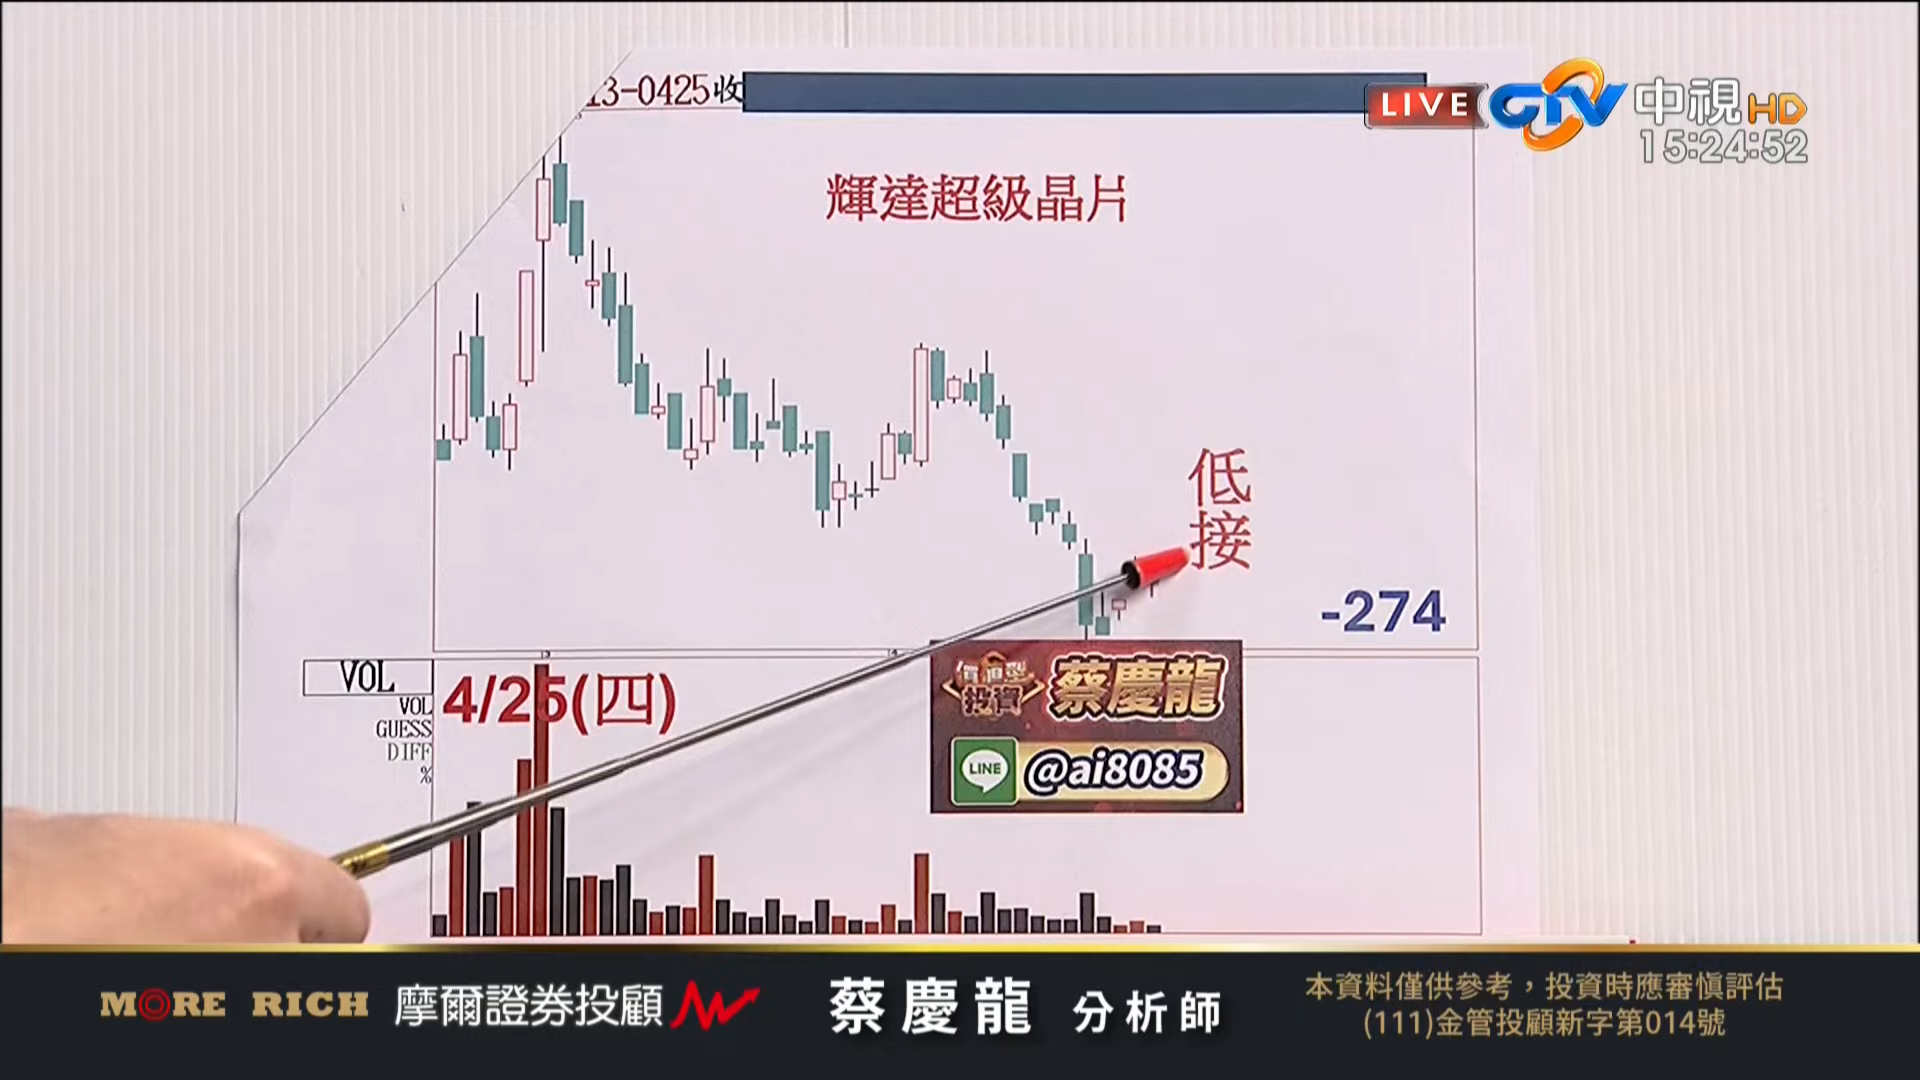 13-0425收
LIVE
CTV
中視HD
15:24:52
輝達超級晶片
低接
-274
VOL
VOL
GUESS
DIFF
%
3
4
4/25(四)
投資
蔡慶龍
LINE
@ai8085
MORE RICH
摩爾證券投顧
蔡慶龍 分析師
本資料僅供參考，投資時應審慎評估
(111)金管投顧新字第014號